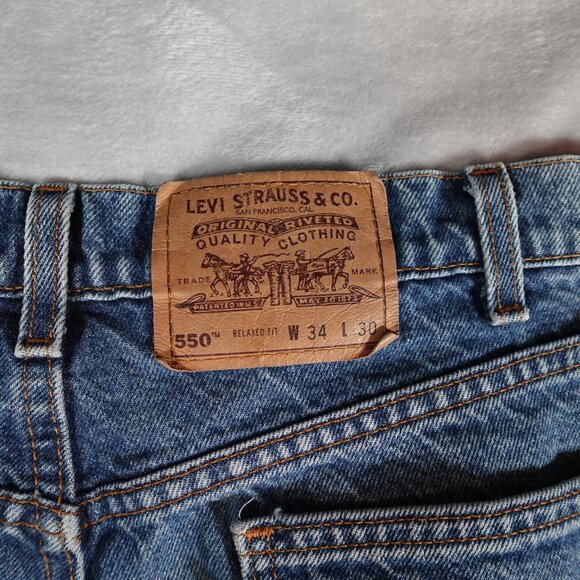 LEVI STRAUSS & CO.
SAN FRANCISCO, CAL.
ORIGINAL RIVETED
QUALITY CLOTHING
TRADE MARK
PATENTED IN U.S. MAY 20 1873
550™ RELAXED FIT W 34 L 30